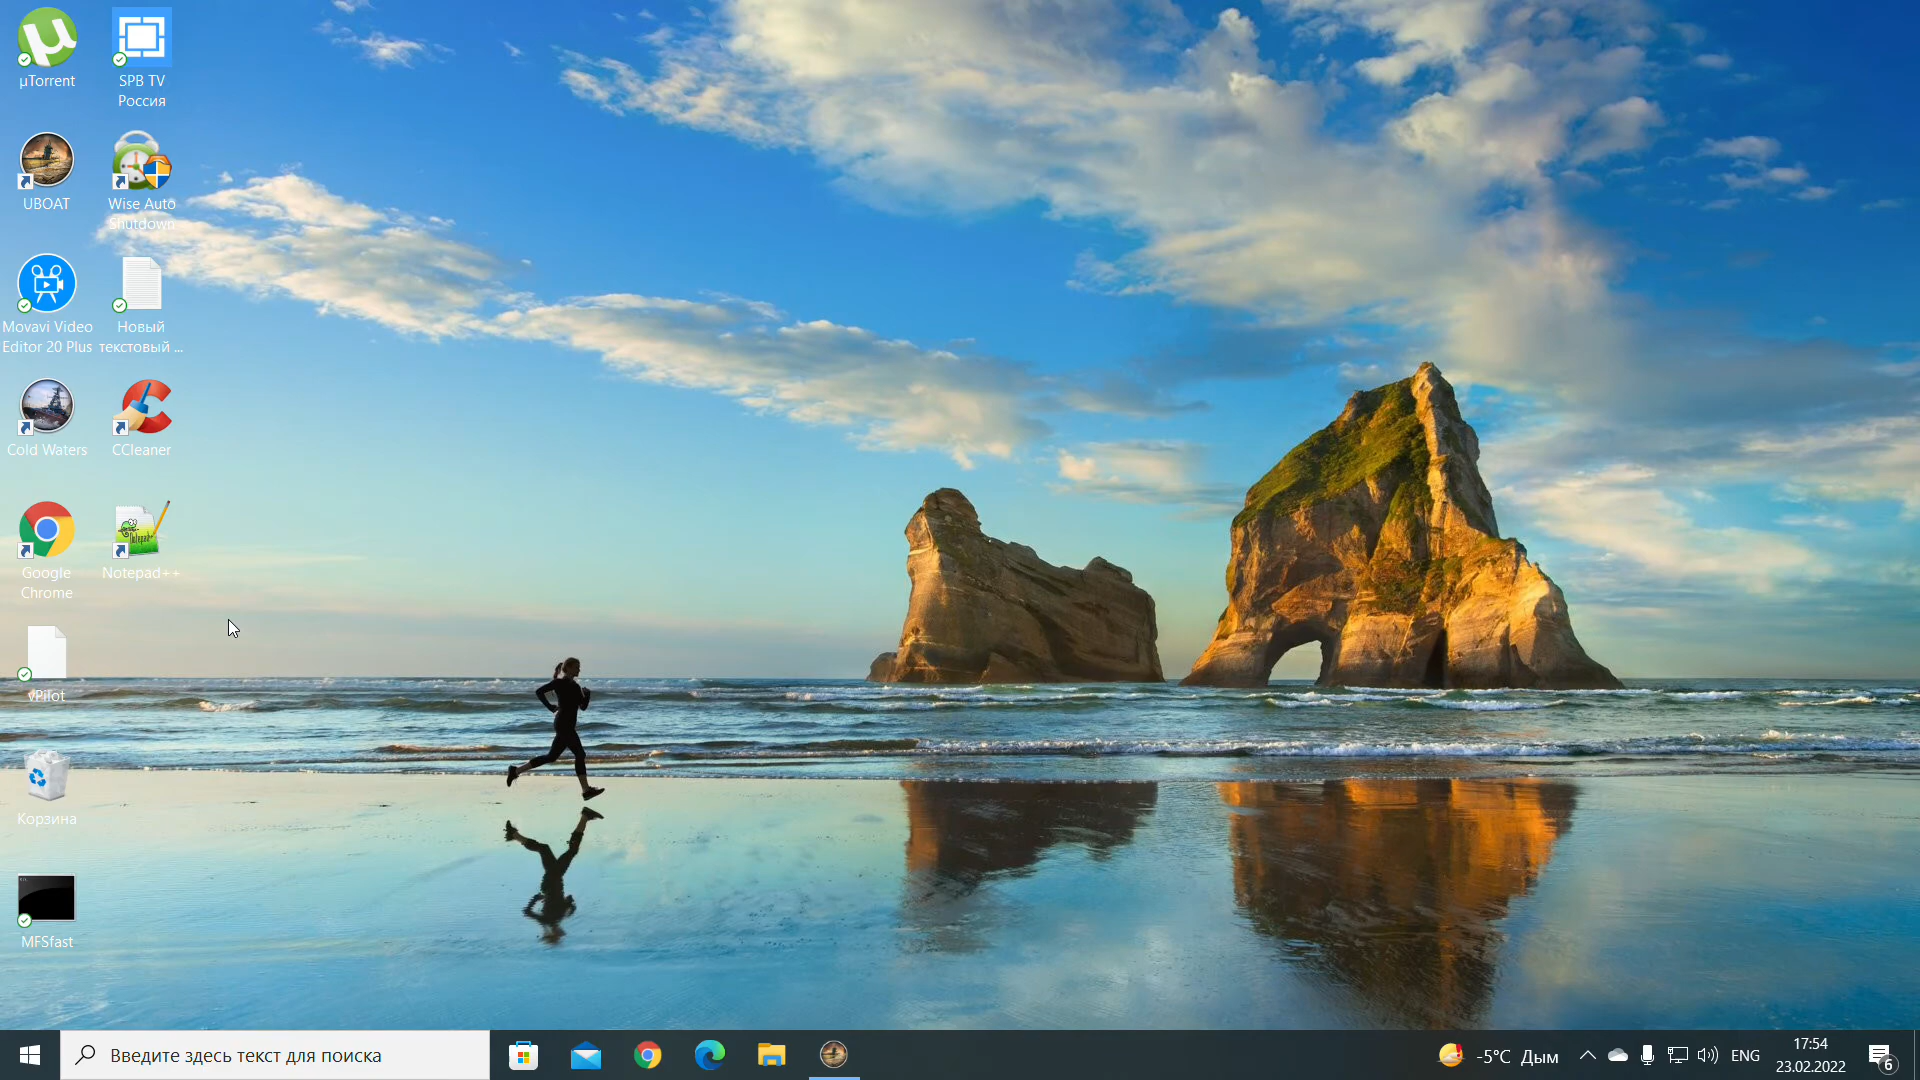 µTorrent
SPB TV
Россия
UBOAT
Wise Auto
Shutdown
Movavi Video
Editor 20 Plus
Новый
текстовый ...
Cold Waters
CCleaner
Google
Chrome
Notepad++
vPilot
Корзина
MFSfast
Введите здесь текст для поиска
-5°C Дым
ENG
17:54
23.02.2022
6